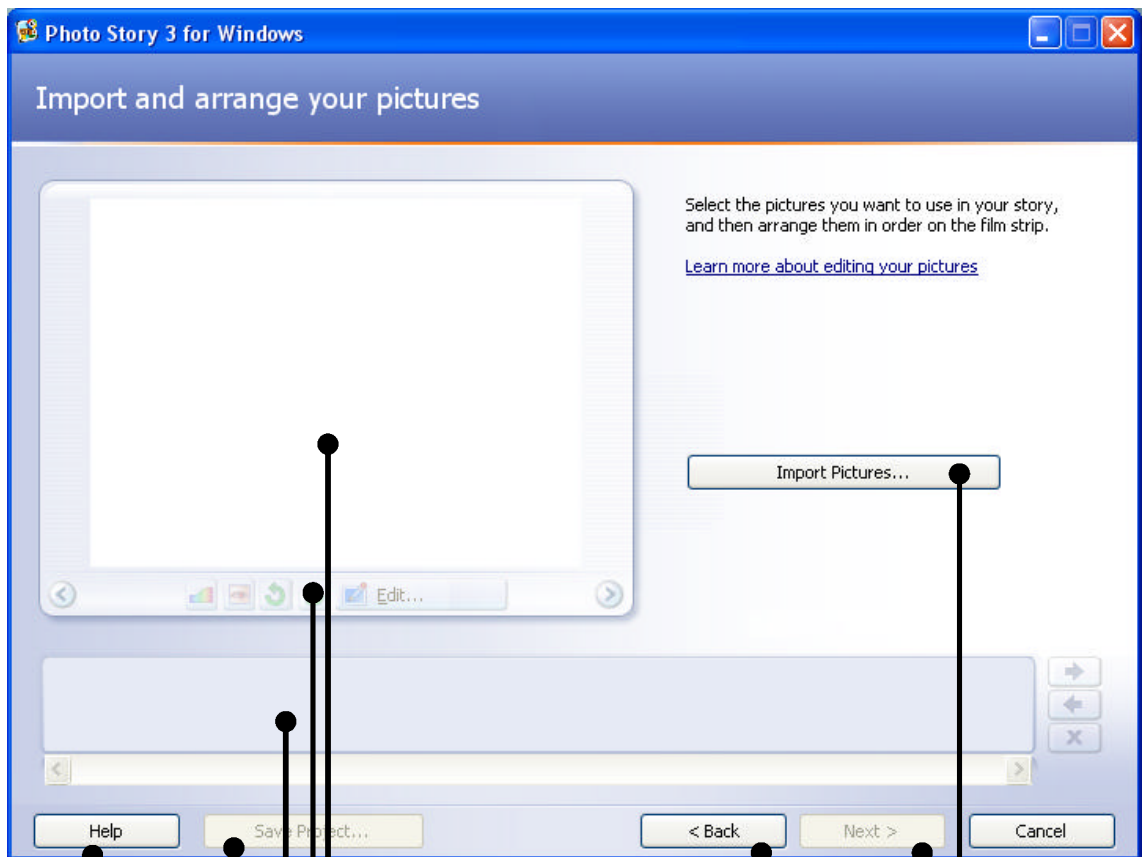 Photo Story 3 for Windows
Import and arrange your pictures
Select the pictures you want to use in your story,
and then arrange them in order on the film strip.
Learn more about editing your pictures
Import Pictures...
Edit...
Help
Save Project...
< Back
Next >
Cancel